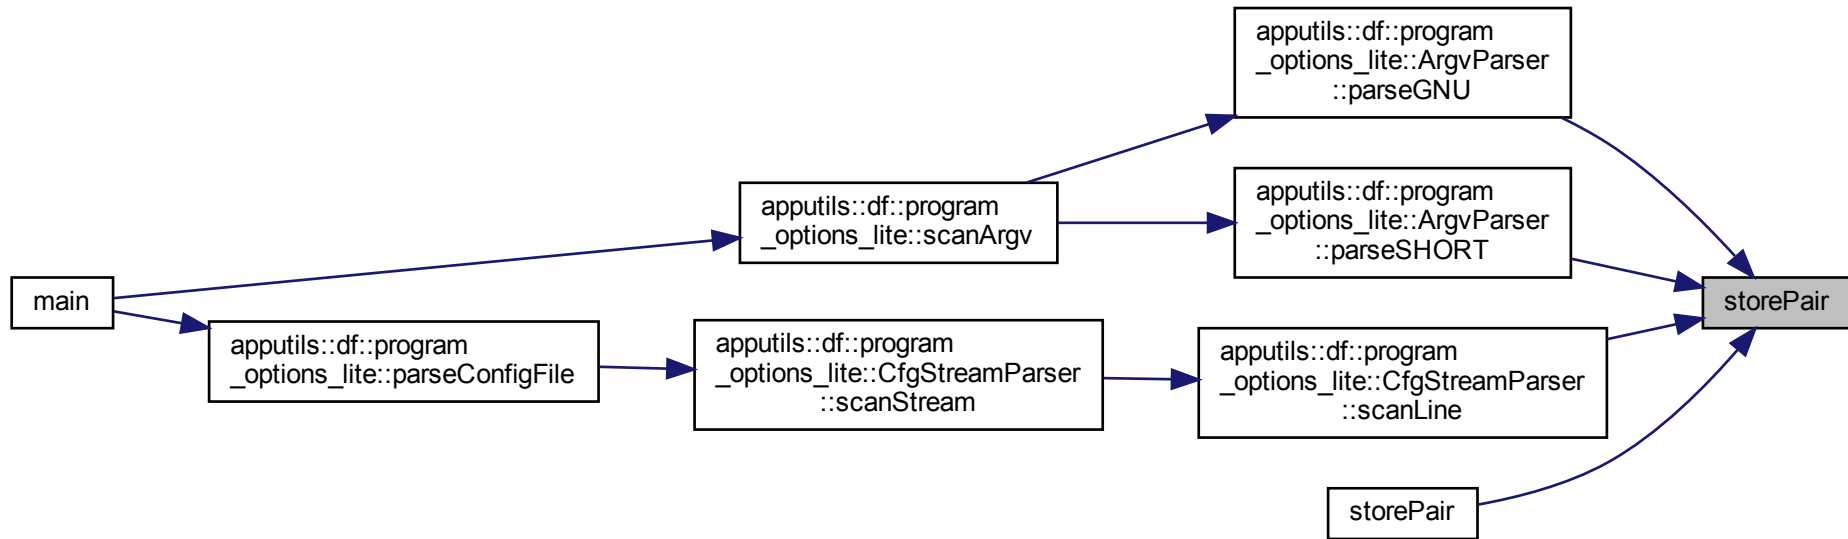 apputils::df::program
_options_lite::ArgvParser
::parseGNU
apputils::df::program
_options_lite::scanArgv
apputils::df::program
_options_lite::ArgvParser
::parseSHORT
main
storePair
apputils::df::program
_options_lite::parseConfigFile
apputils::df::program
_options_lite::CfgStreamParser
::scanStream
apputils::df::program
_options_lite::CfgStreamParser
::scanLine
storePair